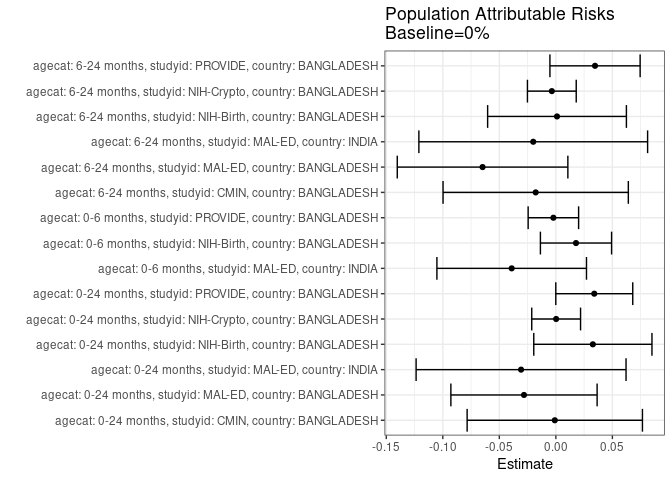 Population Attributable Risks
Baseline=0%
agecat: 6-24 months, studyid: PROVIDE, country: BANGLADESH
agecat: 6-24 months, studyid: NIH-Crypto, country: BANGLADESH
agecat: 6-24 months, studyid: NIH-Birth, country: BANGLADESH
agecat: 6-24 months, studyid: MAL-ED, country: INDIA
agecat: 6-24 months, studyid: MAL-ED, country: BANGLADESH
agecat: 6-24 months, studyid: CMIN, country: BANGLADESH
agecat: 0-6 months, studyid: PROVIDE, country: BANGLADESH
agecat: 0-6 months, studyid: NIH-Birth, country: BANGLADESH
agecat: 0-6 months, studyid: MAL-ED, country: INDIA
agecat: 0-24 months, studyid: PROVIDE, country: BANGLADESH
agecat: 0-24 months, studyid: NIH-Crypto, country: BANGLADESH
agecat: 0-24 months, studyid: NIH-Birth, country: BANGLADESH
agecat: 0-24 months, studyid: MAL-ED, country: INDIA
agecat: 0-24 months, studyid: MAL-ED, country: BANGLADESH
agecat: 0-24 months, studyid: CMIN, country: BANGLADESH
-0.15 -0.10 -0.05 0.00 0.05
Estimate